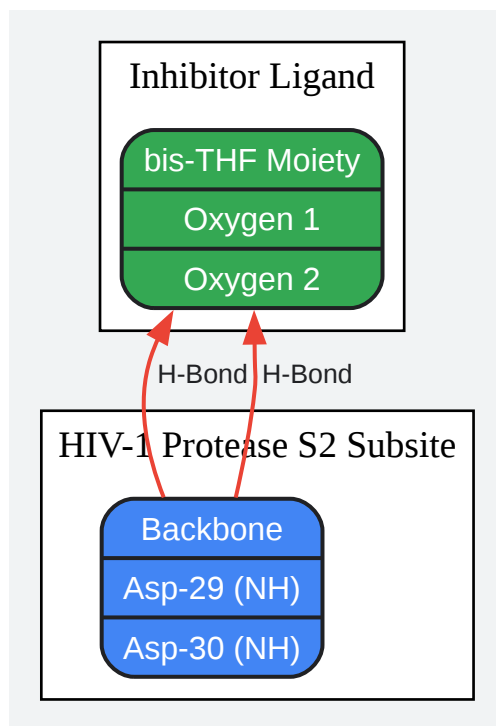 Inhibitor Ligand
bis-THF Moiety
Oxygen 1
Oxygen 2
H-Bond H-Bond
HIV-1 Protease S2 Subsite
Backbone
Asp-29 (NH)
Asp-30 (NH)